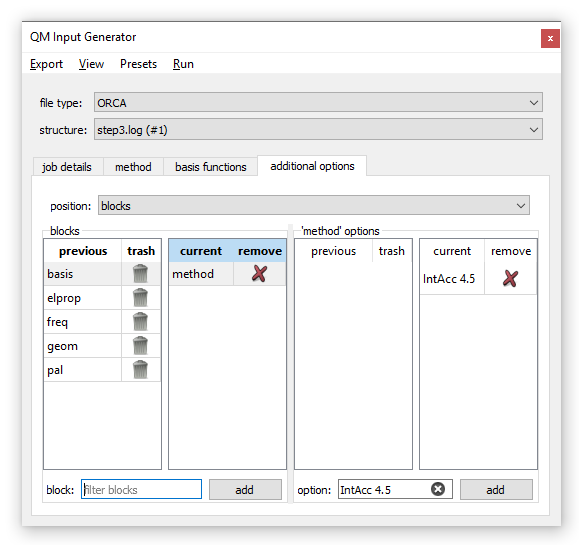 QM Input Generator
x
Export View Presets Run
file type: ORCA
structure: step3.log (#1)
job details method basis functions additional options
position: blocks
blocks 'method' options
previous trash current remove previous trash current remove
basis method IntAcc 4.5
elprop
freq
geom
pal
block: filter blocks add option: IntAcc 4.5 add